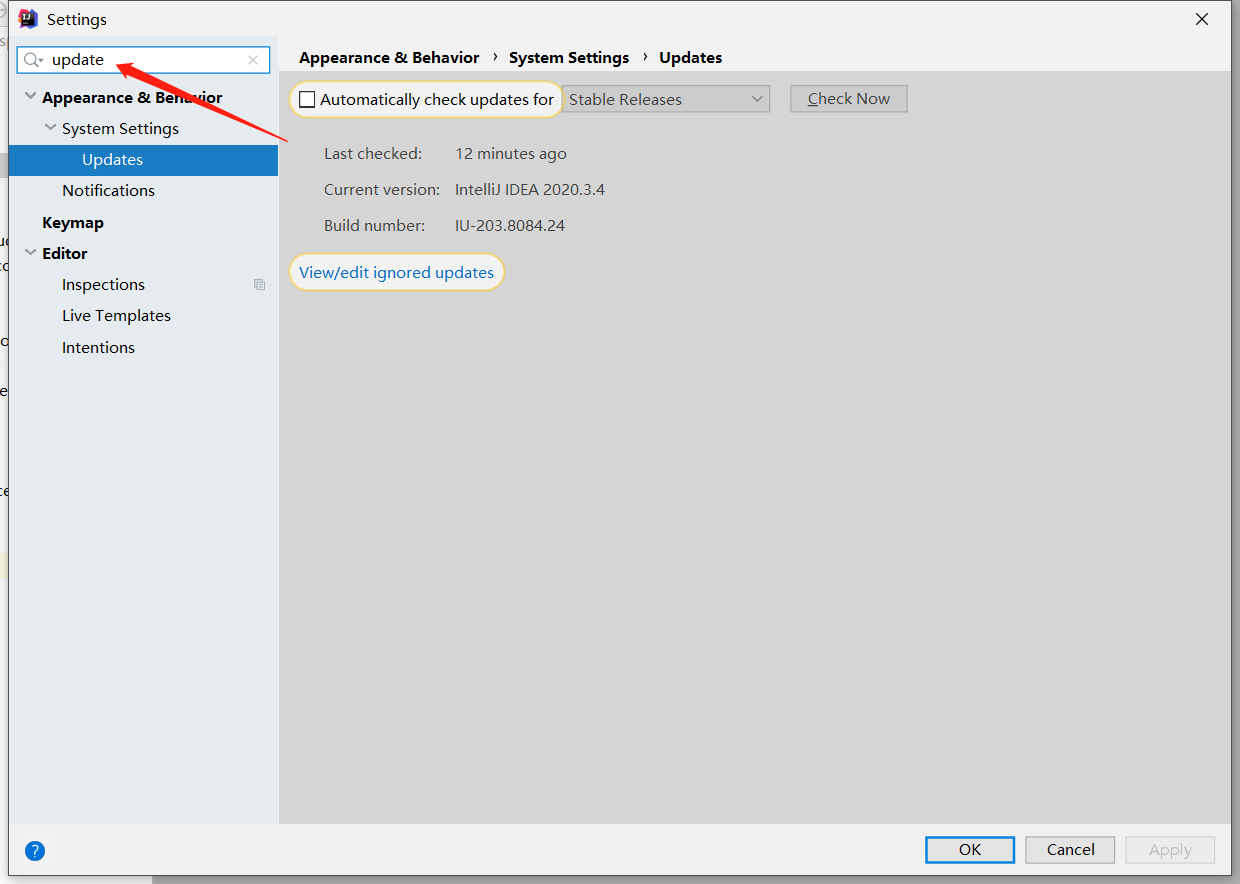 Settings
update
Appearance & Behavior
System Settings
Updates
Notifications
Keymap
Editor
Inspections
Live Templates
Intentions
Appearance & Behavior › System Settings › Updates
Automatically check updates for Stable Releases Check Now
Last checked: 12 minutes ago
Current version: IntelliJ IDEA 2020.3.4
Build number: IU-203.8084.24
View/edit ignored updates
? OK Cancel Apply